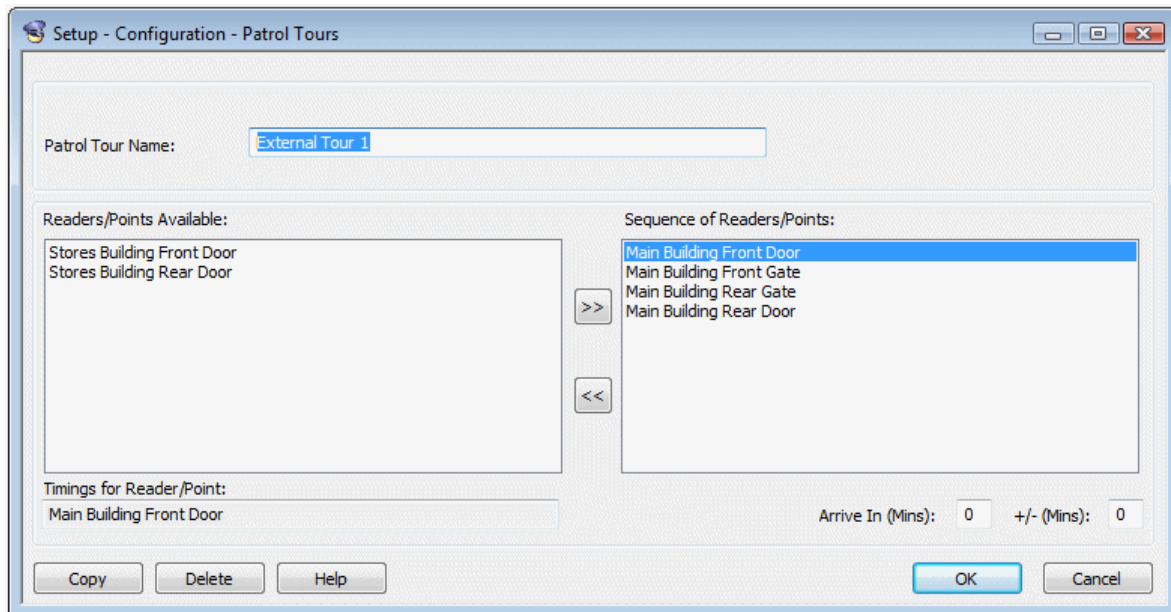 Setup - Configuration - Patrol Tours
Patrol Tour Name: External Tour 1
Readers/Points Available:
Stores Building Front Door
Stores Building Rear Door
>>
<<
Sequence of Readers/Points:
Main Building Front Door
Main Building Front Gate
Main Building Rear Gate
Main Building Rear Door
Timings for Reader/Point:
Main Building Front Door
Arrive In (Mins): 0 +/- (Mins): 0
Copy Delete Help OK Cancel